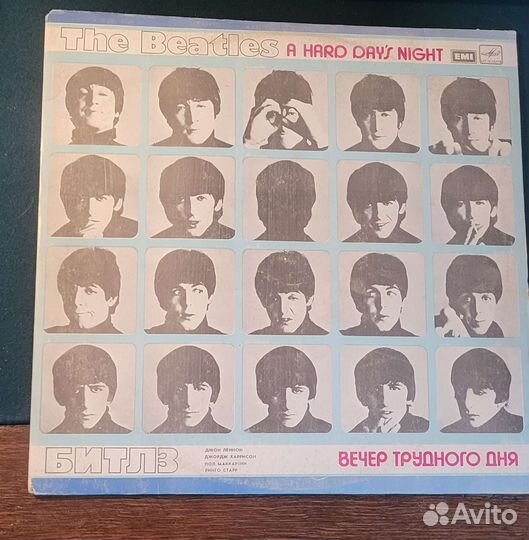 The Beatles A HARD DAY'S NIGHT EMI
БИТЛЗ
ДЖОН ЛЕННОН
ДЖОРДЖ ХАРРИСОН
ПОЛ МАККАРТНИ
РИНГО СТАРР
ВЕЧЕР ТРУДНОГО ДНЯ
Avito